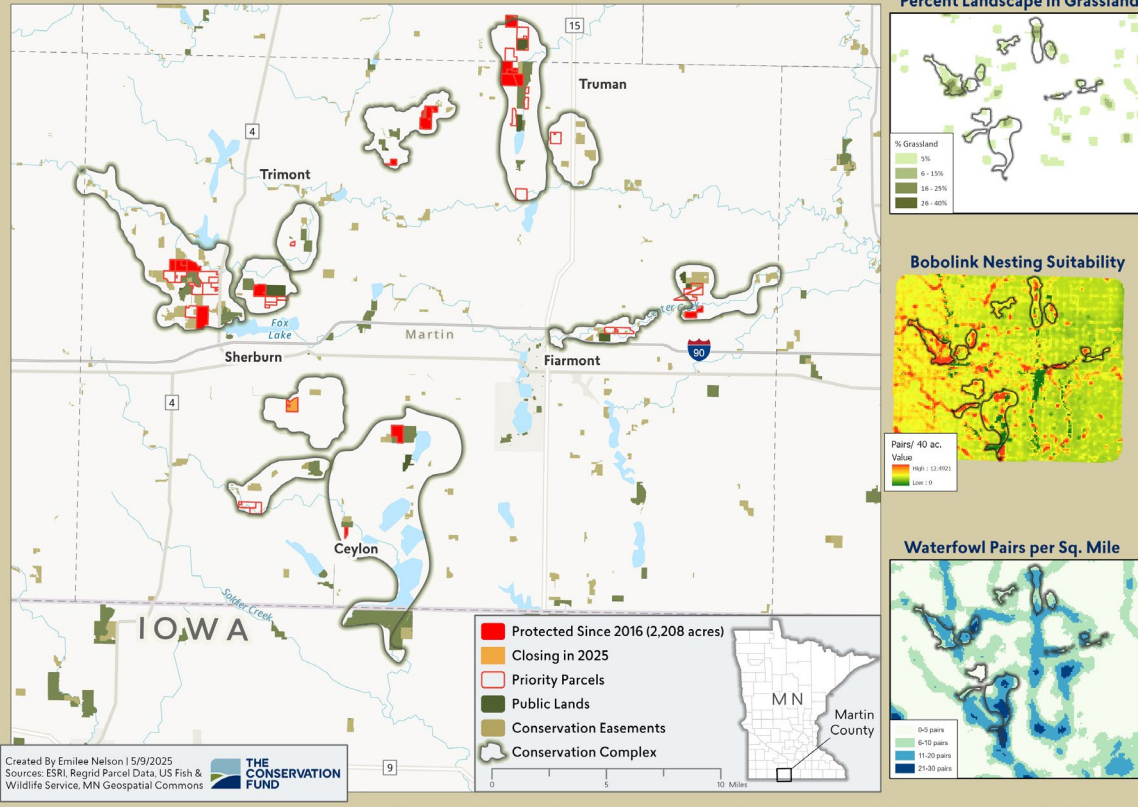 Percent Landscape in Grassland
15
Truman
4
Trimont
% Grassland
5%
6 - 15%
16 - 25%
26 - 40%
Bobolink Nesting Suitability
Fox
Lake
Martin
Sherburn
Fiarmont
90
4
Pairs/ 40 ac.
Value
High : 12.4921
Low : 0
Ceylon
Waterfowl Pairs per Sq. Mile
Soldier Creek
IOWA
Protected Since 2016 (2,208 acres)
Closing in 2025
Priority Parcels
Public Lands
Conservation Easements
Conservation Complex
0 5 10 Miles
MN
Martin
County
0-5 pairs
6-10 pairs
11-20 pairs
21-30 pairs
9
Created By Emilee Nelson | 5/9/2025
Sources: ESRI, Regrid Parcel Data, US Fish &
Wildlife Service, MN Geospatial Commons
THE
CONSERVATION
FUND